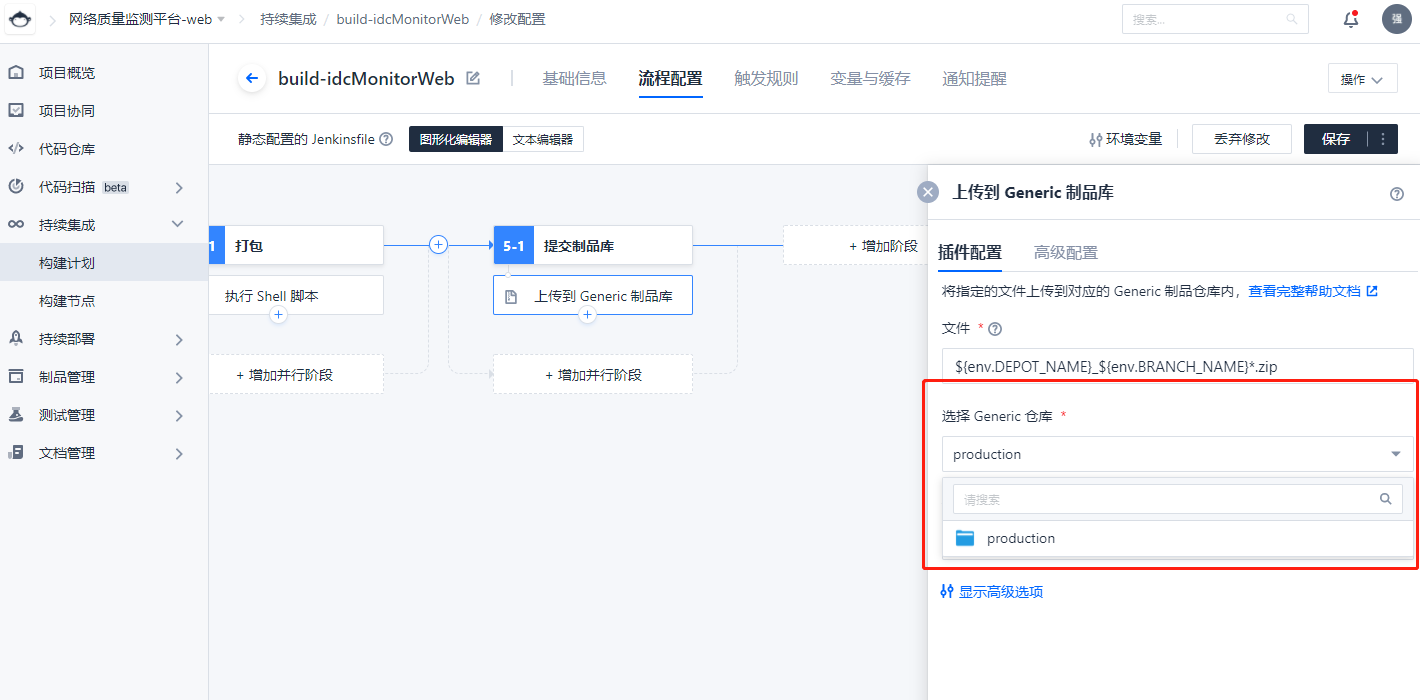 网络质量监测平台-web
持续集成 / build-idcMonitorWeb / 修改配置
搜索...
强
项目概览
项目协同
代码仓库
代码扫描 beta
持续集成
构建计划
构建节点
持续部署
制品管理
测试管理
文档管理
build-idcMonitorWeb
基础信息 流程配置 触发规则 变量与缓存 通知提醒
操作
静态配置的 Jenkinsfile 图形化编辑器 文本编辑器
环境变量 丢弃修改 保存
1 打包
执行 Shell 脚本
+ 增加并行阶段
5-1 提交制品库
上传到 Generic 制品库
+ 增加并行阶段
+ 增加阶段
上传到 Generic 制品库
插件配置 高级配置
将指定的文件上传到对应的 Generic 制品仓库内，查看完整帮助文档
文件 *
${env.DEPOT_NAME}_${env.BRANCH_NAME}*.zip
选择 Generic 仓库 *
production
请搜索
production
显示高级选项